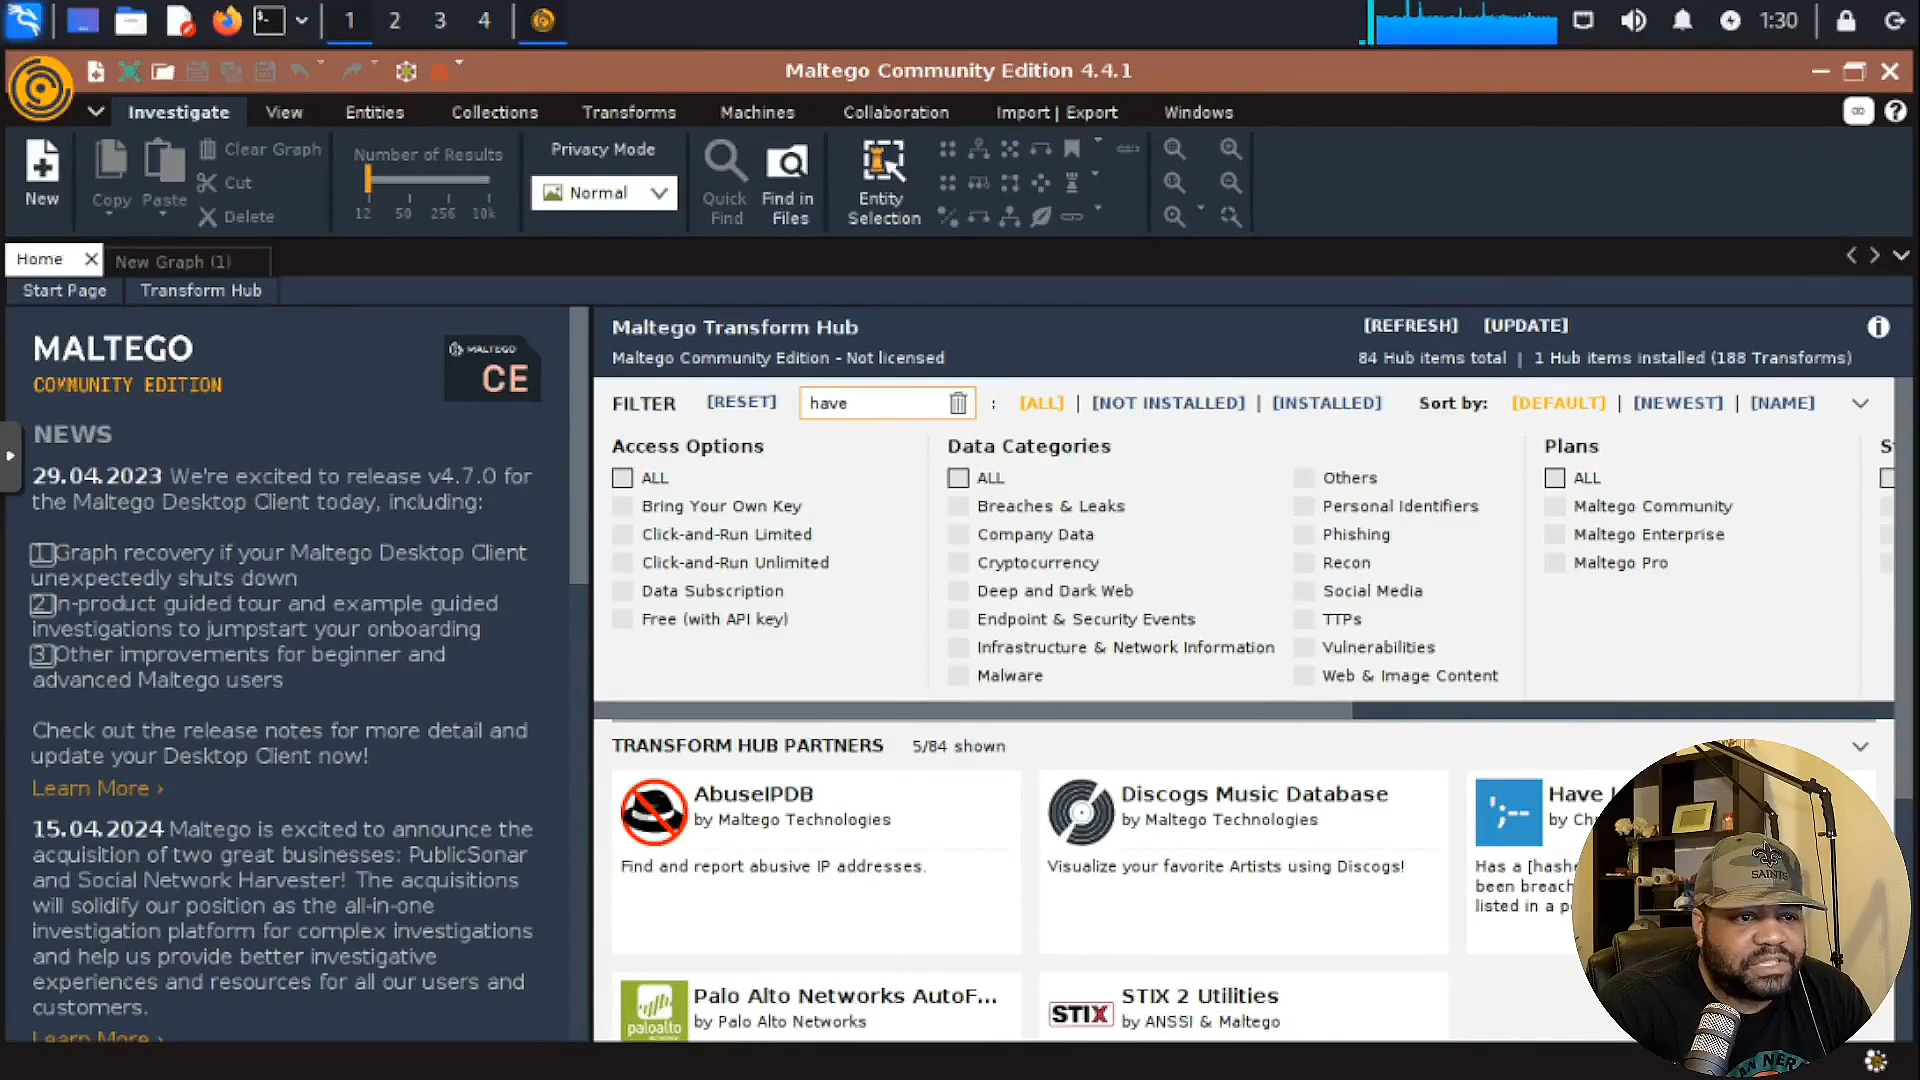 1 2 3 4
1:30
Maltego Community Edition 4.4.1
Investigate View Entities Collections Transforms Machines Collaboration Import | Export Windows
New
Copy
Paste
Clear Graph
Cut
Delete
Number of Results
12 50 256 10k
Privacy Mode
Normal
Quick
Find
Find in
Files
Entity
Selection
Home New Graph (1)
Start Page Transform Hub
MALTEGO
COMMUNITY EDITION
MALTEGO
CE
NEWS
29.04.2023 We're excited to release v4.7.0 for
the Maltego Desktop Client today, including:
1 Graph recovery if your Maltego Desktop Client
unexpectedly shuts down
2 In-product guided tour and example guided
investigations to jumpstart your onboarding
3 Other improvements for beginner and
advanced Maltego users
Check out the release notes for more detail and
update your Desktop Client now!
Learn More ›
15.04.2024 Maltego is excited to announce the
acquisition of two great businesses: PublicSonar
and Social Network Harvester! The acquisitions
will solidify our position as the all-in-one
investigation platform for complex investigations
and help us provide better investigative
experiences and resources for all our users and
customers.
Learn More ›
Maltego Transform Hub
[REFRESH] [UPDATE]
Maltego Community Edition - Not licensed
84 Hub items total | 1 Hub items installed (188 Transforms)
FILTER [RESET] have : [ALL] | [NOT INSTALLED] | [INSTALLED] Sort by: [DEFAULT] | [NEWEST] | [NAME]
Access Options
ALL
Bring Your Own Key
Click-and-Run Limited
Click-and-Run Unlimited
Data Subscription
Free (with API key)
Data Categories
ALL
Breaches & Leaks
Company Data
Cryptocurrency
Deep and Dark Web
Endpoint & Security Events
Infrastructure & Network Information
Malware
Others
Personal Identifiers
Phishing
Recon
Social Media
TTPs
Vulnerabilities
Web & Image Content
Plans
ALL
Maltego Community
Maltego Enterprise
Maltego Pro
TRANSFORM HUB PARTNERS 5/84 shown
AbuseIPDB
by Maltego Technologies
Find and report abusive IP addresses.
Discogs Music Database
by Maltego Technologies
Visualize your favorite Artists using Discogs!
Have
by
Has a
been
listed in a
Palo Alto Networks AutoF...
by Palo Alto Networks
paloalto
STIX 2 Utilities
by ANSSI & Maltego
STIX
SAINTS